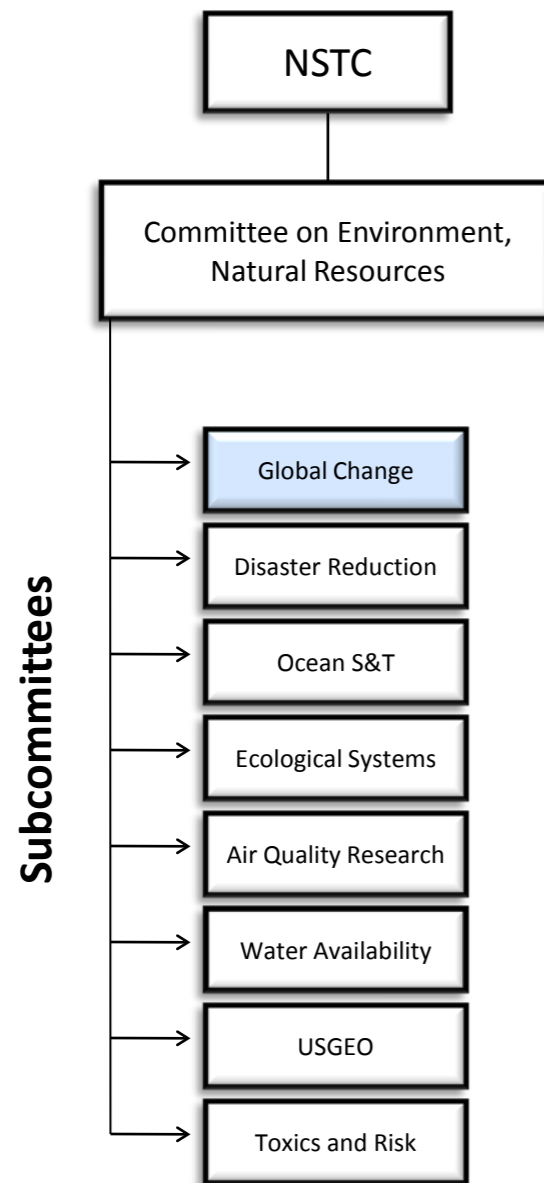 NSTC
Committee on Environment,
Natural Resources
Subcommittees
Global Change
Disaster Reduction
Ocean S&T
Ecological Systems
Air Quality Research
Water Availability
USGEO
Toxics and Risk